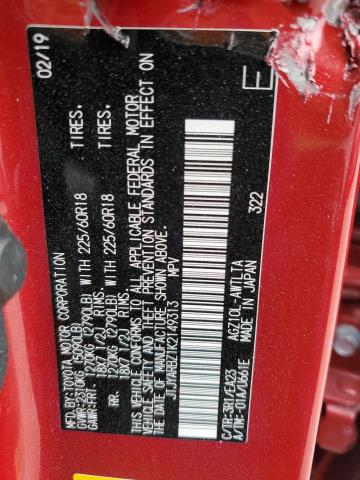 MFD.BY:TOYOTA MOTOR CORPORATION 02/19
GVWR:2310KG (5090LB)
GAWR:FRT. 1270KG (2790LB) WITH 225/60R18 TIRES,
18X7 1/2J RIMS
RR. 1270KG (2790LB) WITH 225/60R18 TIRES,
18X7 1/2J RIMS
THIS VEHICLE CONFORMS TO ALL APPLICABLE FEDERAL MOTOR
VEHICLE SAFETY AND THEFT PREVENTION STANDARDS IN EFFECT ON
THE DATE OF MANUFACTURE SHOWN ABOVE.
JTJYARBZ1K2149313 MPV
E
322
C/TR:3R1/EA23 AGZ10L-AWTLTA
A/TM:-01A/U661E MADE IN JAPAN